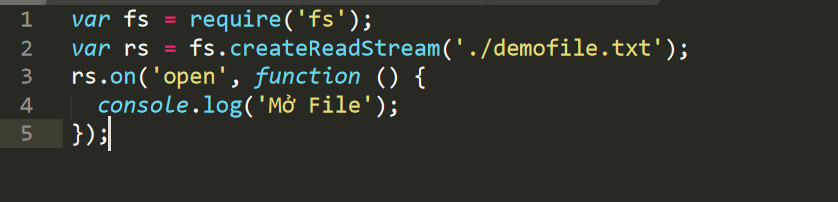 1 var fs = require('fs');
2 var rs = fs.createReadStream('./demofile.txt');
3 rs.on('open', function () {
4   console.log('Mở File');
5 });